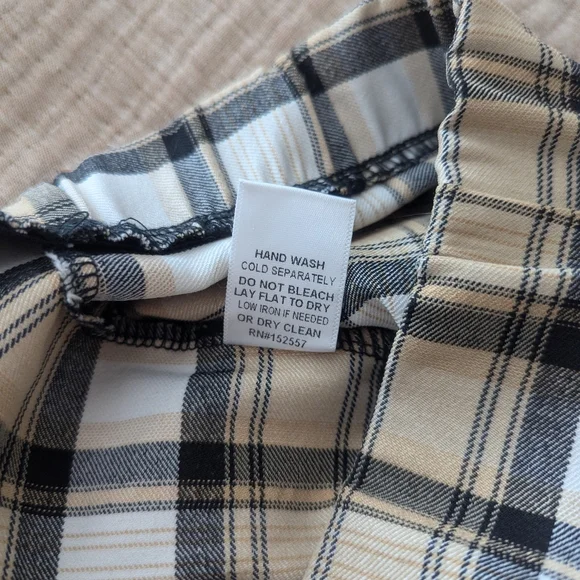 HAND WASH
COLD SEPARATELY
DO NOT BLEACH
LAY FLAT TO DRY
LOW IRON IF NEEDED
OR DRY CLEAN
RN#152557